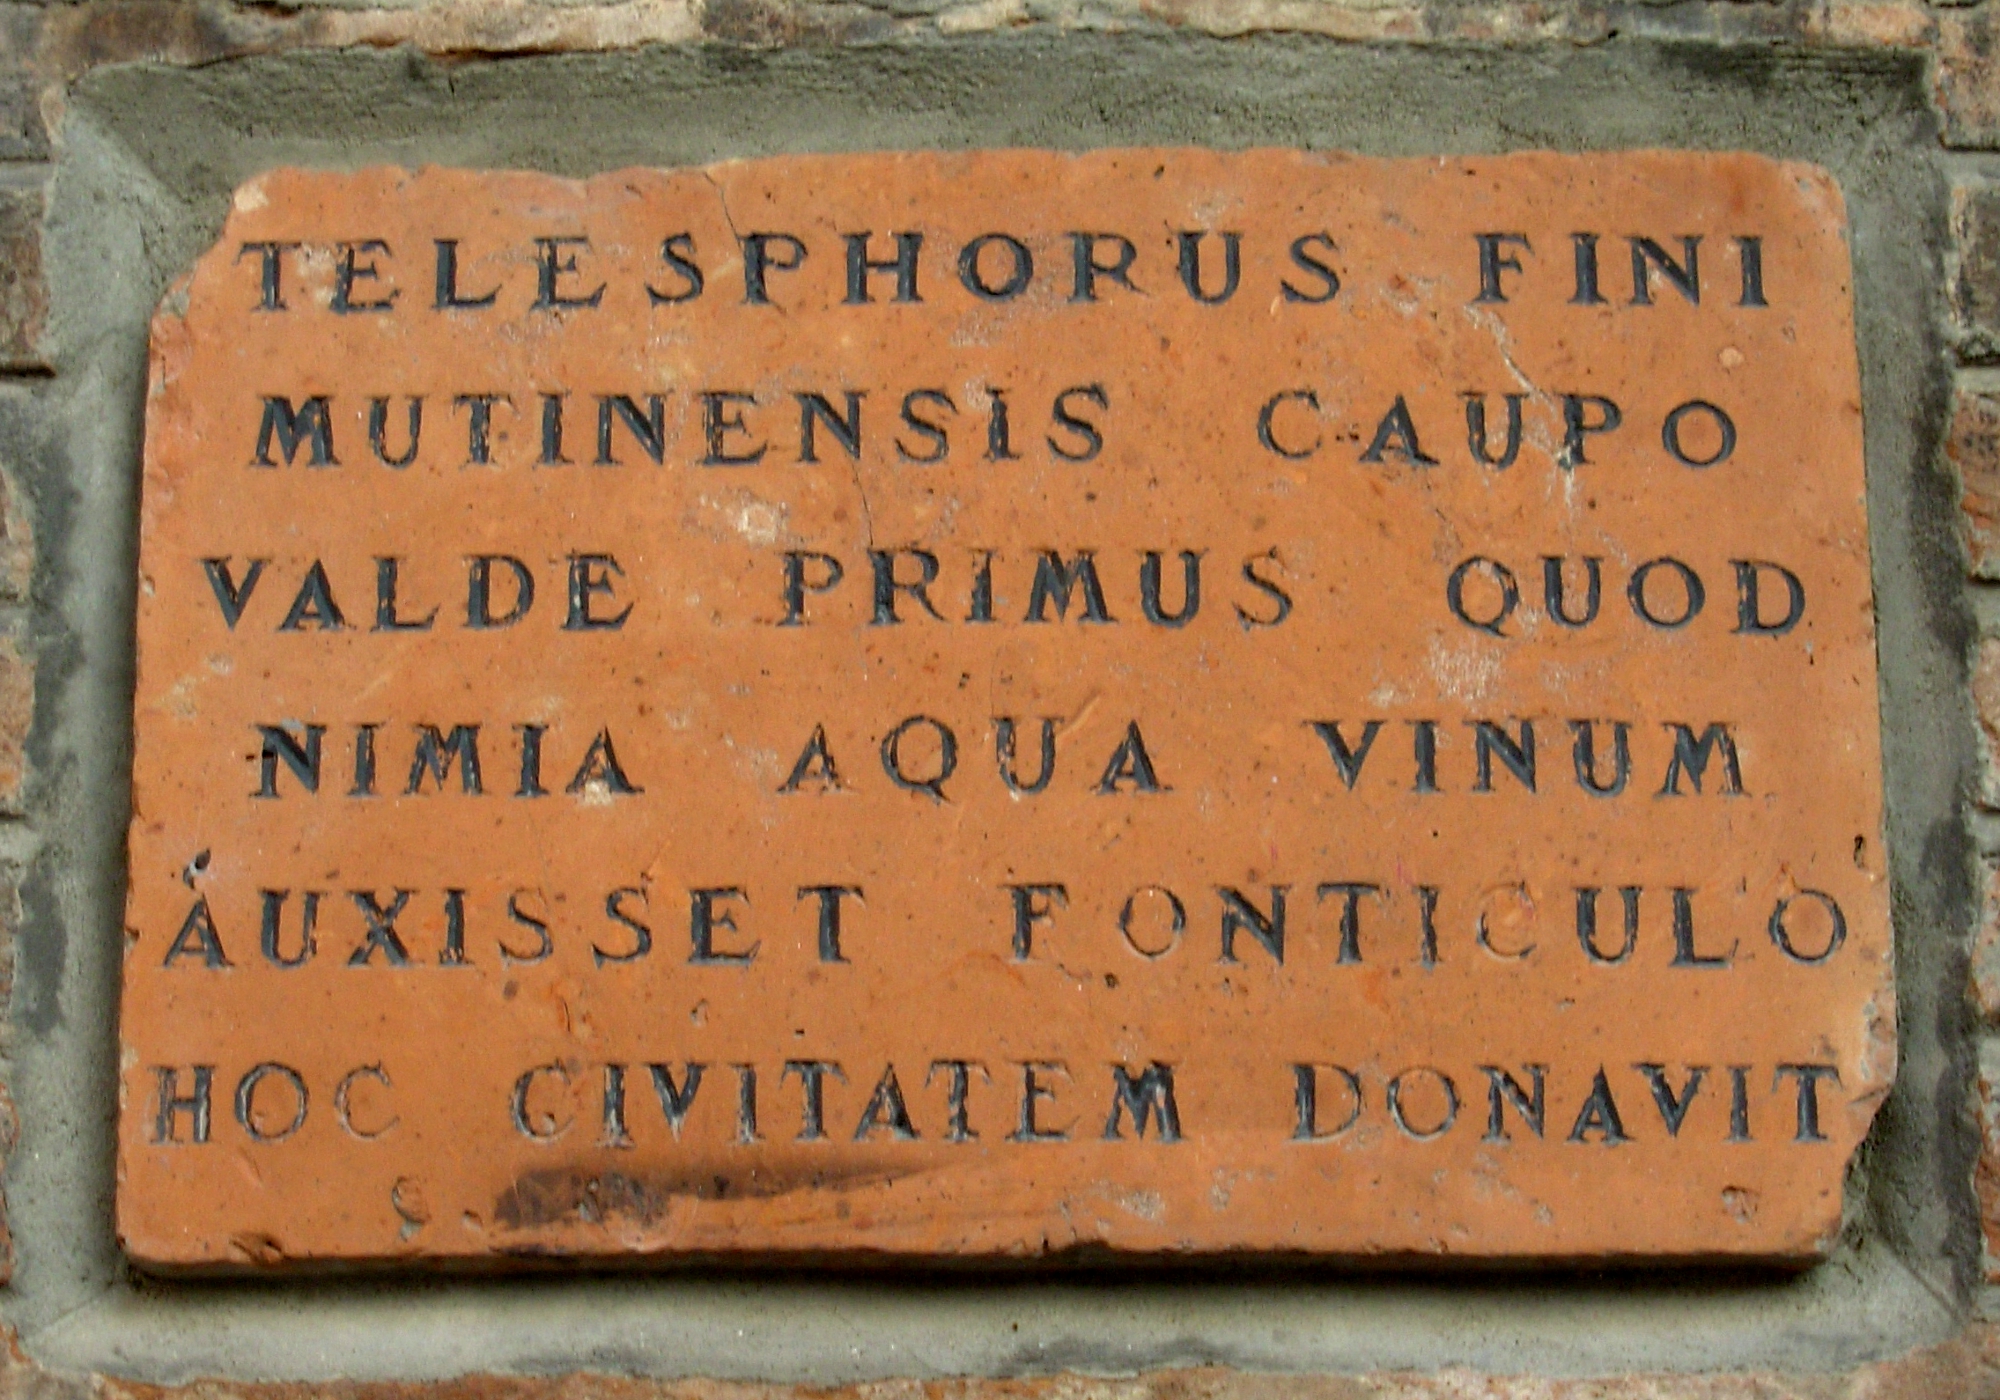 TELESPHORUS FINI
MUTINENSIS CAUPO
VALDE PRIMUS QUOD
NIMIA AQUA VINUM
AUXISSET FONTICULO
HOC CIVITATEM DONAVIT